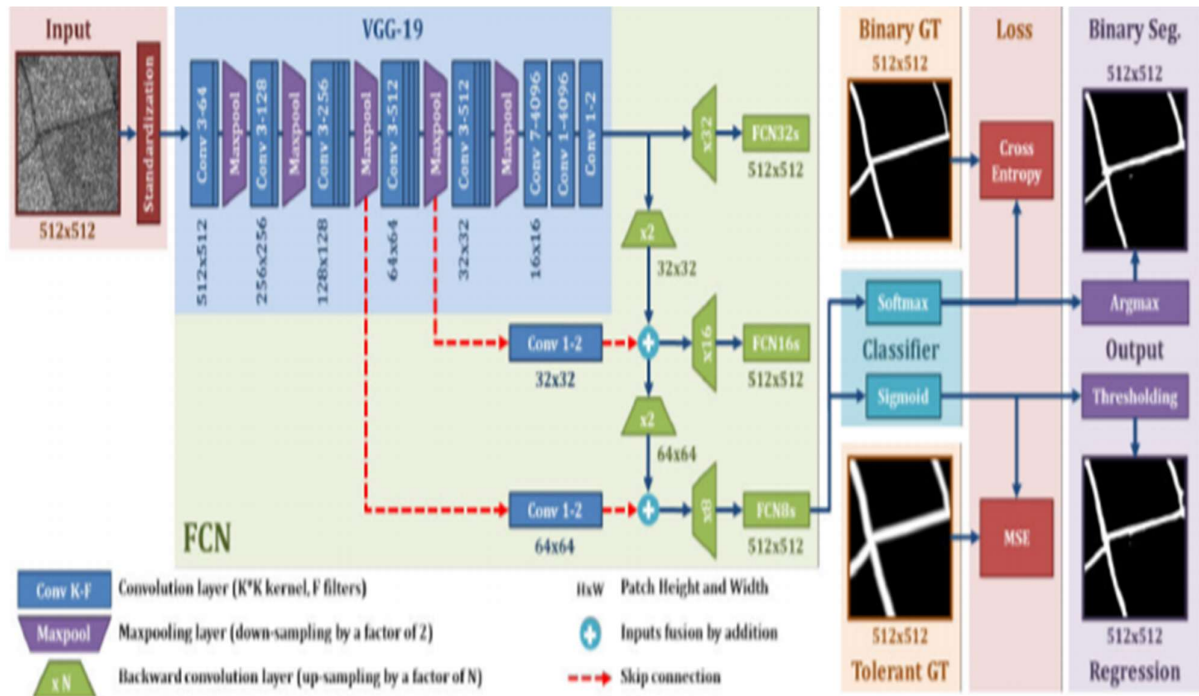 Input
512x512
Standardization
VGG-19
Conv 3-64
Maxpool
Conv 3-128
Maxpool
Conv 3-256
Maxpool
Conv 3-512
Maxpool
Conv 3-512
Maxpool
Conv 7-4096
Conv 1-4096
Conv 1-2
512x512
256x256
128x128
64x64
32x32
16x16
x32
FCN32s
512x512
x2
32x32
Conv 1-2
32x32
x16
FCN16s
512x512
x2
64x64
Conv 1-2
64x64
x8
FCN8s
512x512
FCN
Binary GT
512x512
Softmax
Classifier
Sigmoid
512x512
Tolerant GT
Loss
Cross
Entropy
MSE
Binary Seg.
512x512
Argmax
Output
Thresholding
512x512
Regression
Conv K-F
Convolution layer (K*K kernel, F filters)
Maxpool
Maxpooling layer (down-sampling by a factor of 2)
x N
Backward convolution layer (up-sampling by a factor of N)
HxW
Patch Height and Width
Inputs fusion by addition
Skip connection